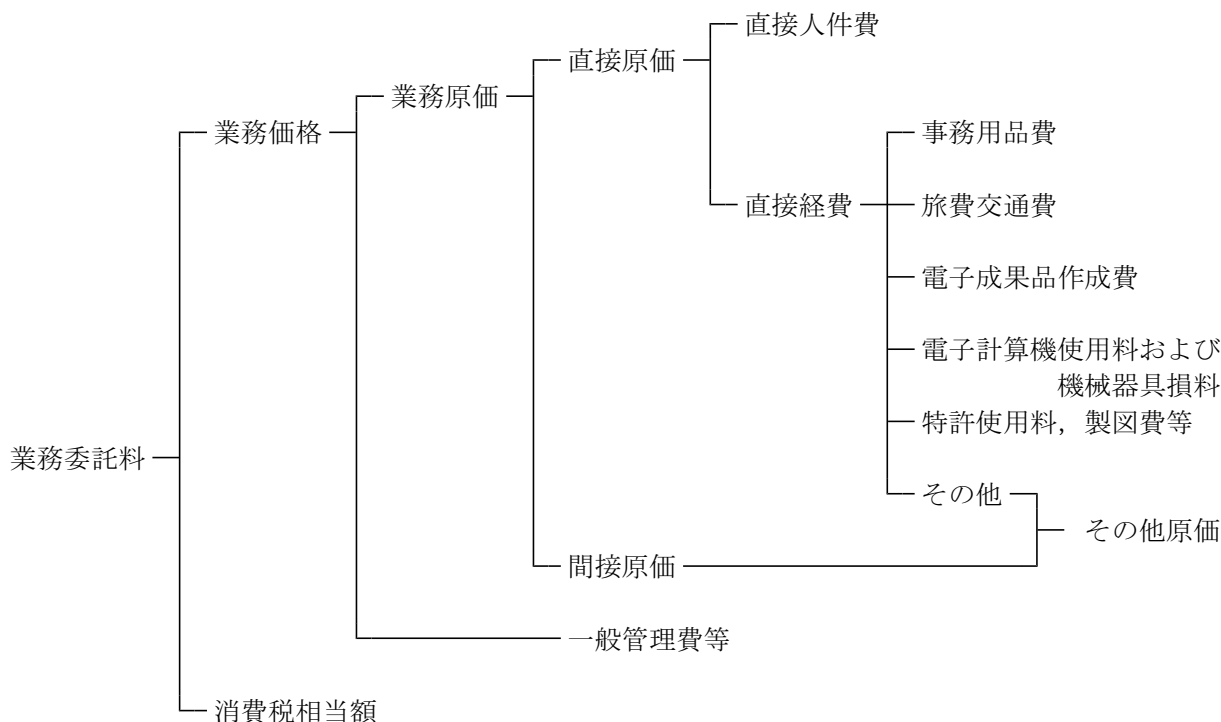 直接人件費
直接原価
業務原価
業務価格
事務用品費
直接経費
旅費交通費
電子成果品作成費
電子計算機使用料および
機械器具損料
特許使用料，製図費等
業務委託料
その他
その他原価
間接原価
一般管理費等
消費税相当額